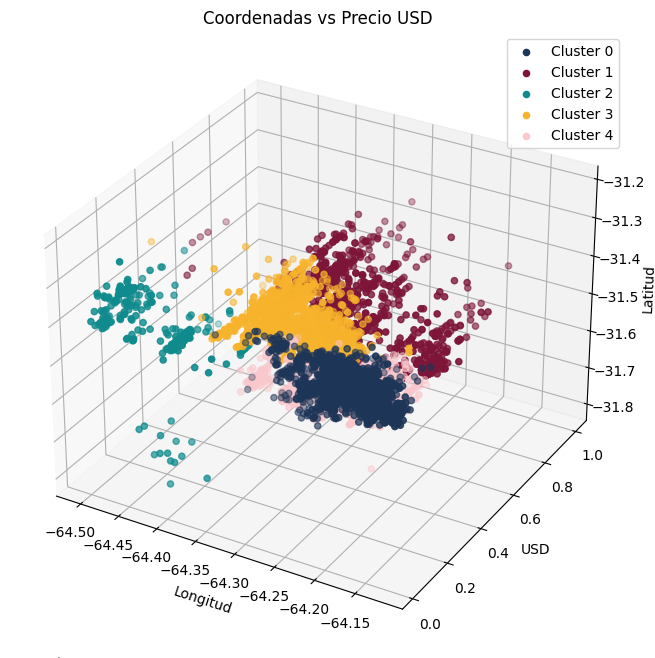 Coordenadas vs Precio USD
Cluster 0
Cluster 1
Cluster 2
Cluster 3
Cluster 4
−31.2
−31.3
−31.4
−31.5
−31.6
−31.7
−31.8
Latitud
1.0
0.8
0.6
0.4
0.2
0.0
USD
−64.50
−64.45
−64.40
−64.35
−64.30
−64.25
−64.20
−64.15
Longitud